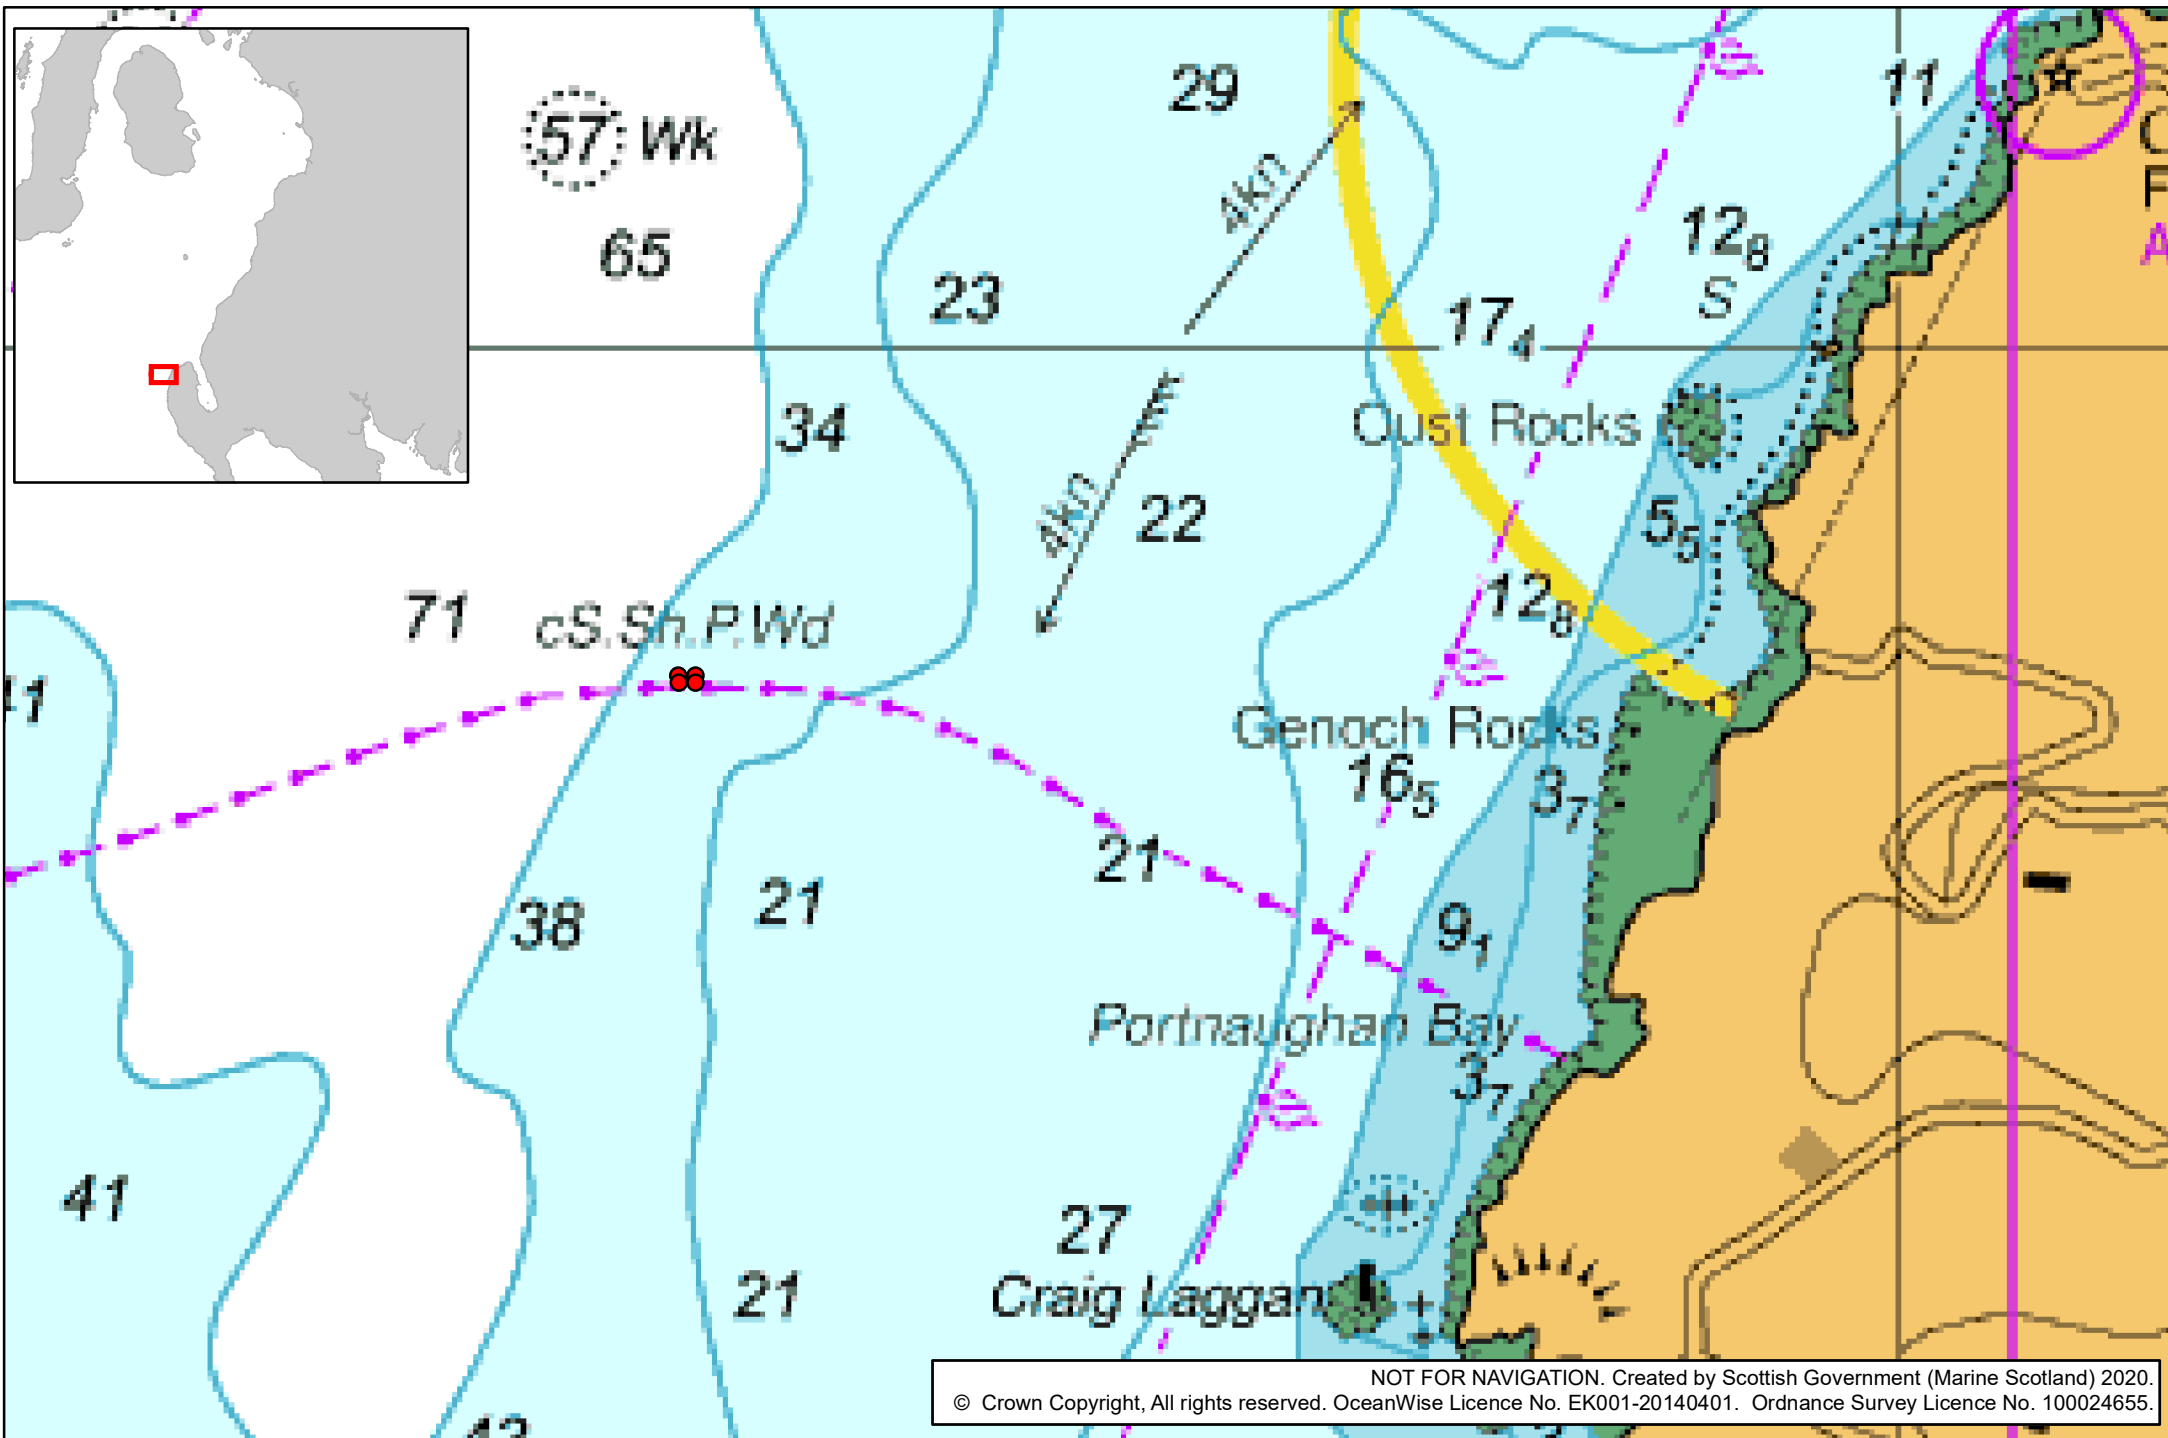 29
11
57 Wk
4kn
65
12₈
S
23
17₄
34
Oust Rocks
4kn
22
5₅
71
cS.Sh.P.Wd
12₈
41
Genoch Rocks
16₅
3₇
21
21
38
9₁
Portnaughan Bay
3₇
41
27
21
Craig Laggan
NOT FOR NAVIGATION. Created by Scottish Government (Marine Scotland) 2020.
© Crown Copyright, All rights reserved. OceanWise Licence No. EK001-20140401. Ordnance Survey Licence No. 100024655.